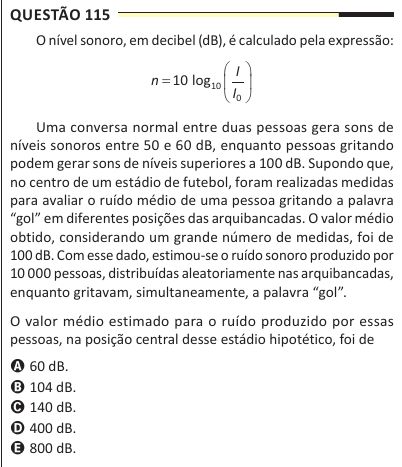 QUESTÃO 115
O nível sonoro, em decibel (dB), é calculado pela expressão:
n = 10 log₁₀ (I / I₀)
Uma conversa normal entre duas pessoas gera sons de
níveis sonoros entre 50 e 60 dB, enquanto pessoas gritando
podem gerar sons de níveis superiores a 100 dB. Supondo que,
no centro de um estádio de futebol, foram realizadas medidas
para avaliar o ruído médio de uma pessoa gritando a palavra
“gol” em diferentes posições das arquibancadas. O valor médio
obtido, considerando um grande número de medidas, foi de
100 dB. Com esse dado, estimou-se o ruído sonoro produzido por
10 000 pessoas, distribuídas aleatoriamente nas arquibancadas,
enquanto gritavam, simultaneamente, a palavra “gol”.
O valor médio estimado para o ruído produzido por essas
pessoas, na posição central desse estádio hipotético, foi de
A 60 dB.
B 104 dB.
C 140 dB.
D 400 dB.
E 800 dB.